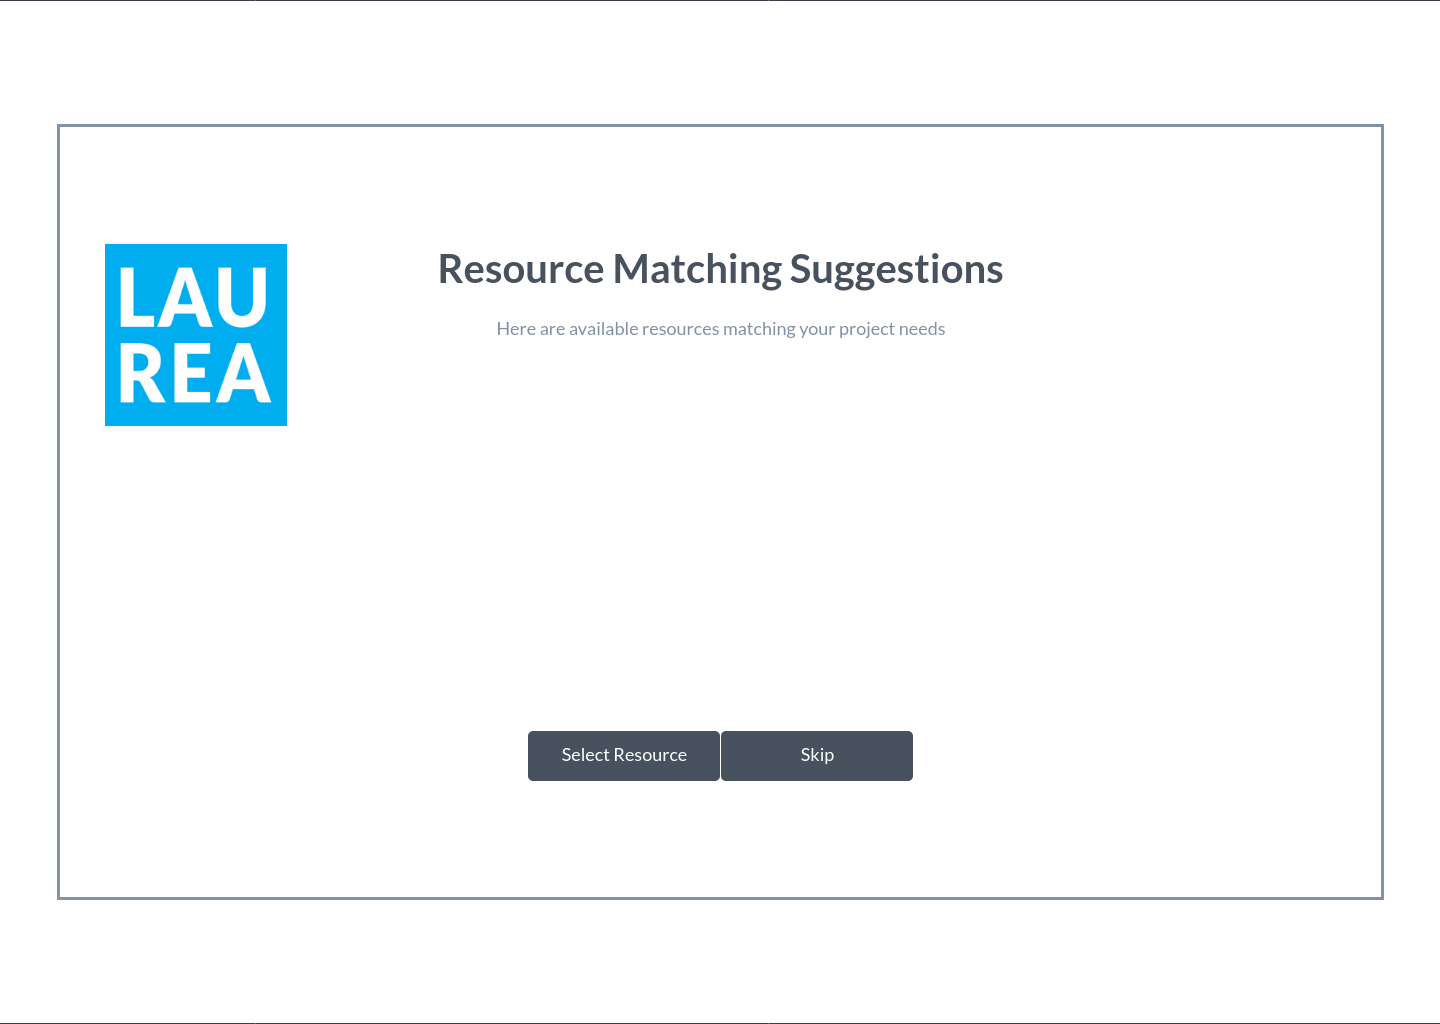 LAU
REA
Resource Matching Suggestions
Here are available resources matching your project needs
Select Resource
Skip